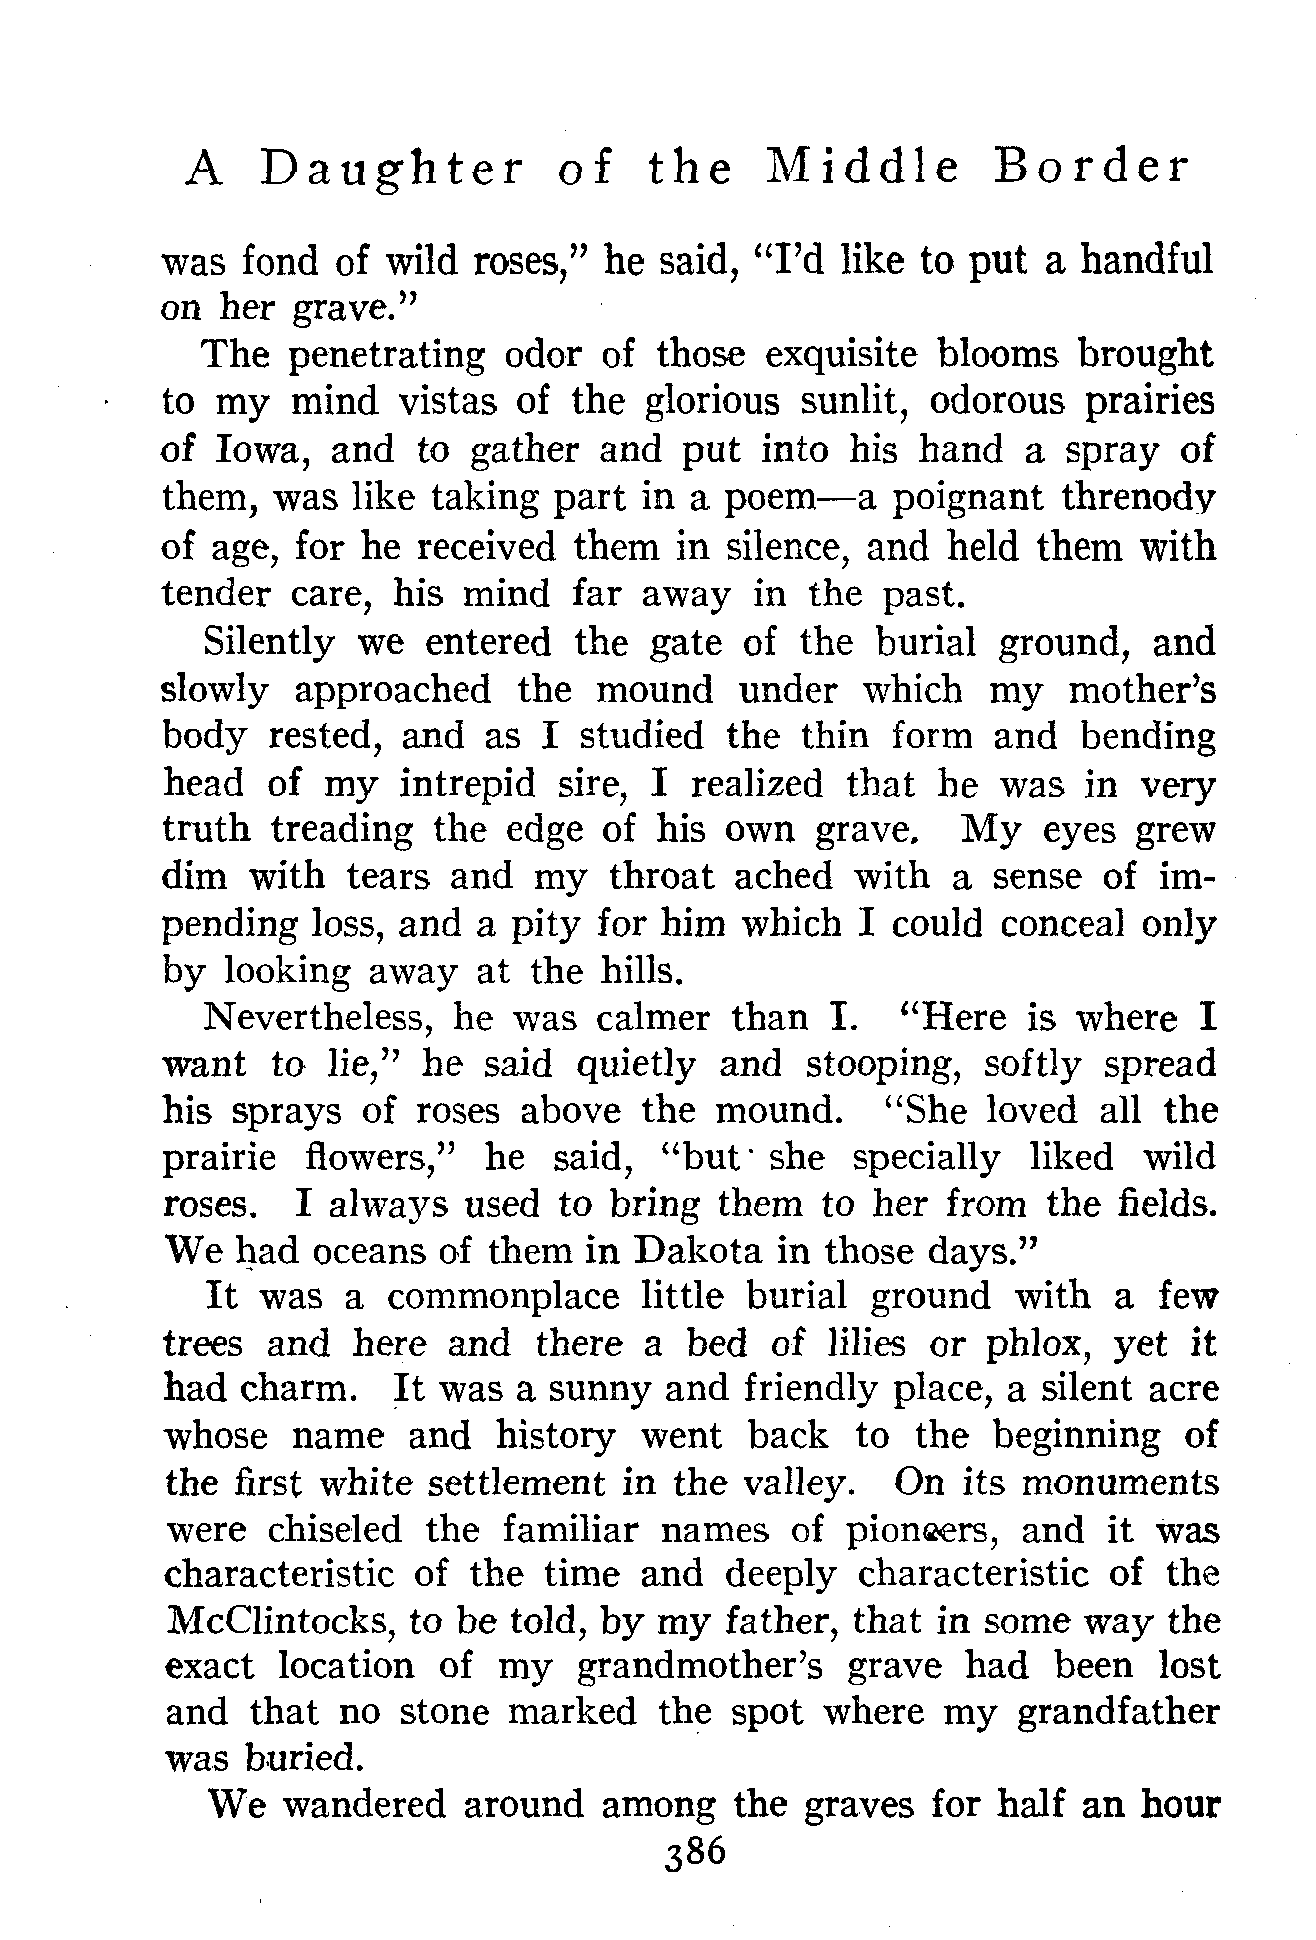 A Daughter of the Middle Border
was fond of wild roses,” he said, “I’d like to put a handful
on her grave.”
The penetrating odor of those exquisite blooms brought
to my mind vistas of the glorious sunlit, odorous prairies
of Iowa, and to gather and put into his hand a spray of
them, was like taking part in a poem—a poignant threnody
of age, for he received them in silence, and held them with
tender care, his mind far away in the past.
Silently we entered the gate of the burial ground, and
slowly approached the mound under which my mother’s
body rested, and as I studied the thin form and bending
head of my intrepid sire, I realized that he was in very
truth treading the edge of his own grave. My eyes grew
dim with tears and my throat ached with a sense of im-
pending loss, and a pity for him which I could conceal only
by looking away at the hills.
Nevertheless, he was calmer than I. “Here is where I
want to lie,” he said quietly and stooping, softly spread
his sprays of roses above the mound. “She loved all the
prairie flowers,” he said, “but she specially liked wild
roses. I always used to bring them to her from the fields.
We had oceans of them in Dakota in those days.”
It was a commonplace little burial ground with a few
trees and here and there a bed of lilies or phlox, yet it
had charm. It was a sunny and friendly place, a silent acre
whose name and history went back to the beginning of
the first white settlement in the valley. On its monuments
were chiseled the familiar names of pioneers, and it was
characteristic of the time and deeply characteristic of the
McClintocks, to be told, by my father, that in some way the
exact location of my grandmother’s grave had been lost
and that no stone marked the spot where my grandfather
was buried.
We wandered around among the graves for half an hour
386